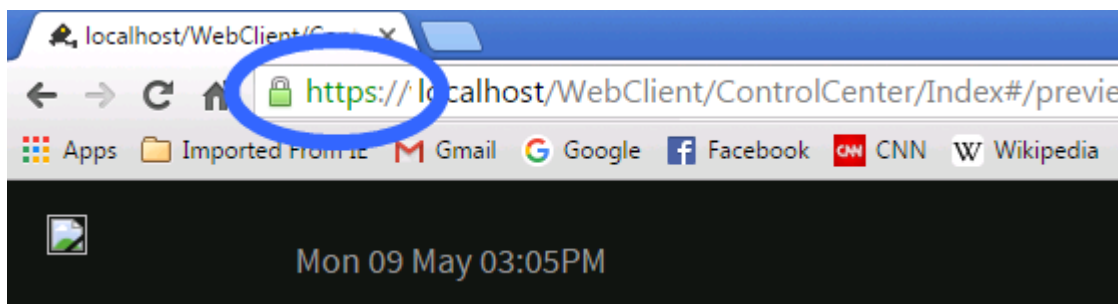 localhost/WebClient/Cont
https://localhost/WebClient/ControlCenter/Index#/previe
Apps Imported From IE Gmail Google Facebook CNN Wikipedia
Mon 09 May 03:05PM